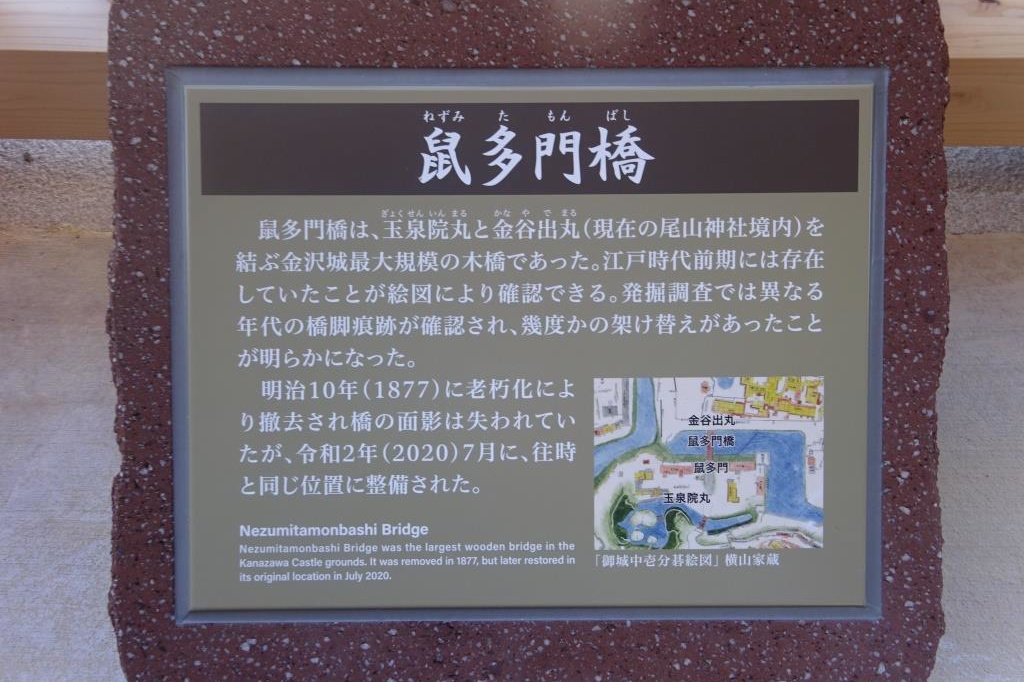 ねずみ た もん ばし
鼠多門橋
ぎょく せん いん まる かな や で まる
鼠多門橋は、玉泉院丸と金谷出丸(現在の尾山神社境内)を
結ぶ金沢城最大規模の木橋であった。江戸時代前期には存在
していたことが絵図により確認できる。発掘調査では異なる
年代の橋脚痕跡が確認され、幾度かの架け替えがあったこと
が明らかになった。
明治10年(1877)に老朽化によ
り撤去され橋の面影は失われてい
たが、令和2年(2020)7月に、往時
と同じ位置に整備された。
Nezumitamonbashi Bridge
Nezumitamonbashi Bridge was the largest wooden bridge in the
Kanazawa Castle grounds. It was removed in 1877, but later restored in
its original location in July 2020.
金谷出丸
鼠多門橋
鼠多門
玉泉院丸
「御城中壱分碁絵図」 横山家蔵